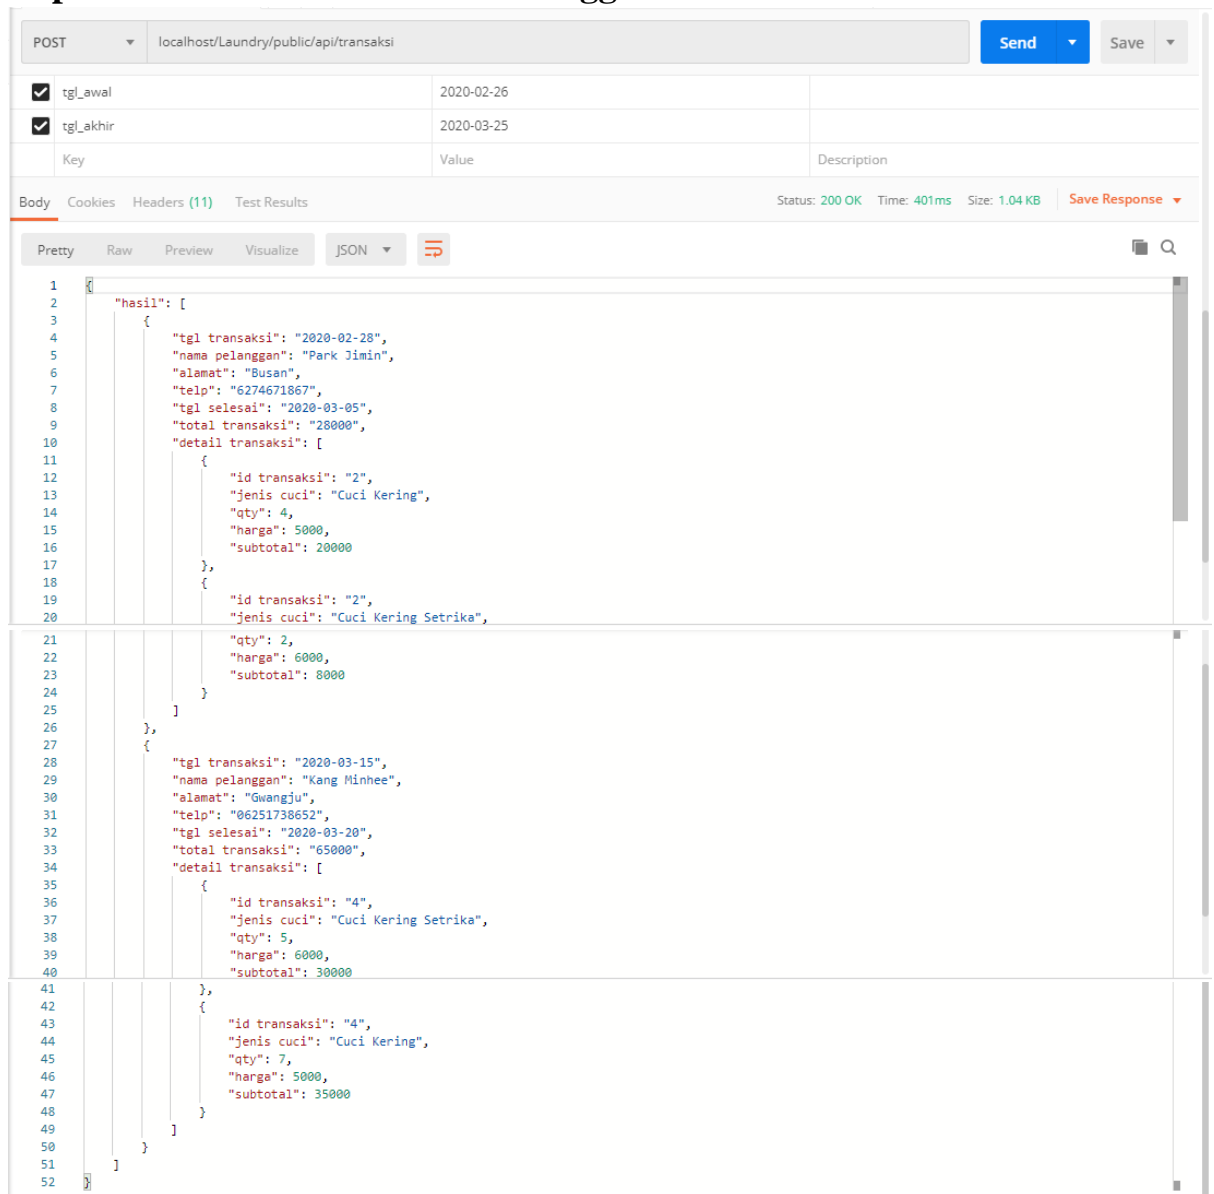 POST localhost/Laundry/public/api/transaksi Send Save
tgl_awal 2020-02-26
tgl_akhir 2020-03-25
Key Value Description
Body Cookies Headers (11) Test Results Status: 200 OK Time: 401ms Size: 1.04 KB Save Response
Pretty Raw Preview Visualize JSON
1 {
2 "hasil": [
3 {
4 "tgl transaksi": "2020-02-28",
5 "nama pelanggan": "Park Jimin",
6 "alamat": "Busan",
7 "telp": "6274671867",
8 "tgl selesai": "2020-03-05",
9 "total transaksi": "28000",
10 "detail transaksi": [
11 {
12 "id transaksi": "2",
13 "jenis cuci": "Cuci Kering",
14 "qty": 4,
15 "harga": 5000,
16 "subtotal": 20000
17 },
18 {
19 "id transaksi": "2",
20 "jenis cuci": "Cuci Kering Setrika",
21 "qty": 2,
22 "harga": 6000,
23 "subtotal": 8000
24 }
25 ]
26 },
27 {
28 "tgl transaksi": "2020-03-15",
29 "nama pelanggan": "Kang Minhee",
30 "alamat": "Gwangju",
31 "telp": "06251738652",
32 "tgl selesai": "2020-03-20",
33 "total transaksi": "65000",
34 "detail transaksi": [
35 {
36 "id transaksi": "4",
37 "jenis cuci": "Cuci Kering Setrika",
38 "qty": 5,
39 "harga": 6000,
40 "subtotal": 30000
41 },
42 {
43 "id transaksi": "4",
44 "jenis cuci": "Cuci Kering",
45 "qty": 7,
46 "harga": 5000,
47 "subtotal": 35000
48 }
49 ]
50 }
51 ]
52 }